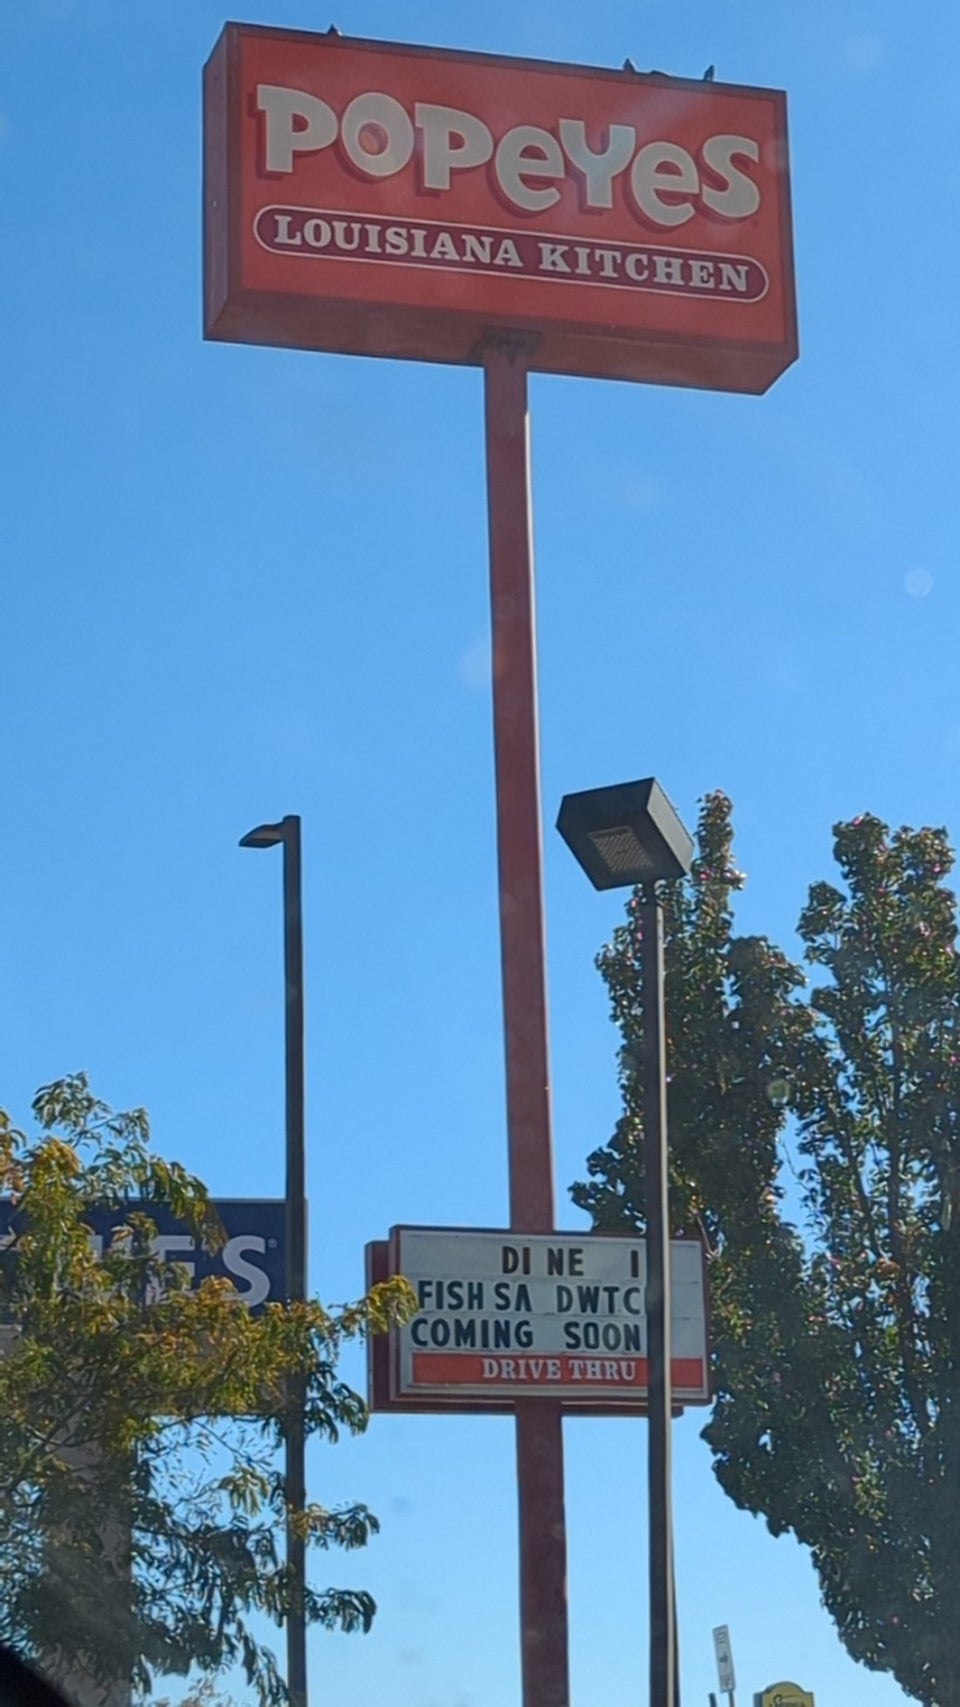 POPEYES
LOUISIANA KITCHEN
DI NE I
FISH SA DWTC
COMING SOON
DRIVE THRU